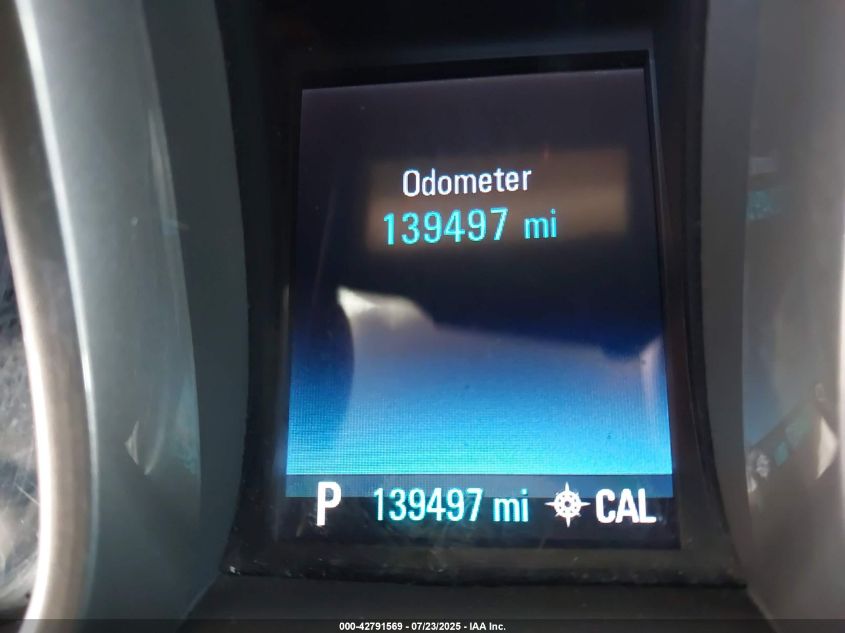 Odometer
139497 mi
P 139497 mi CAL
000-42791569 - 07/23/2025 - IAA Inc.